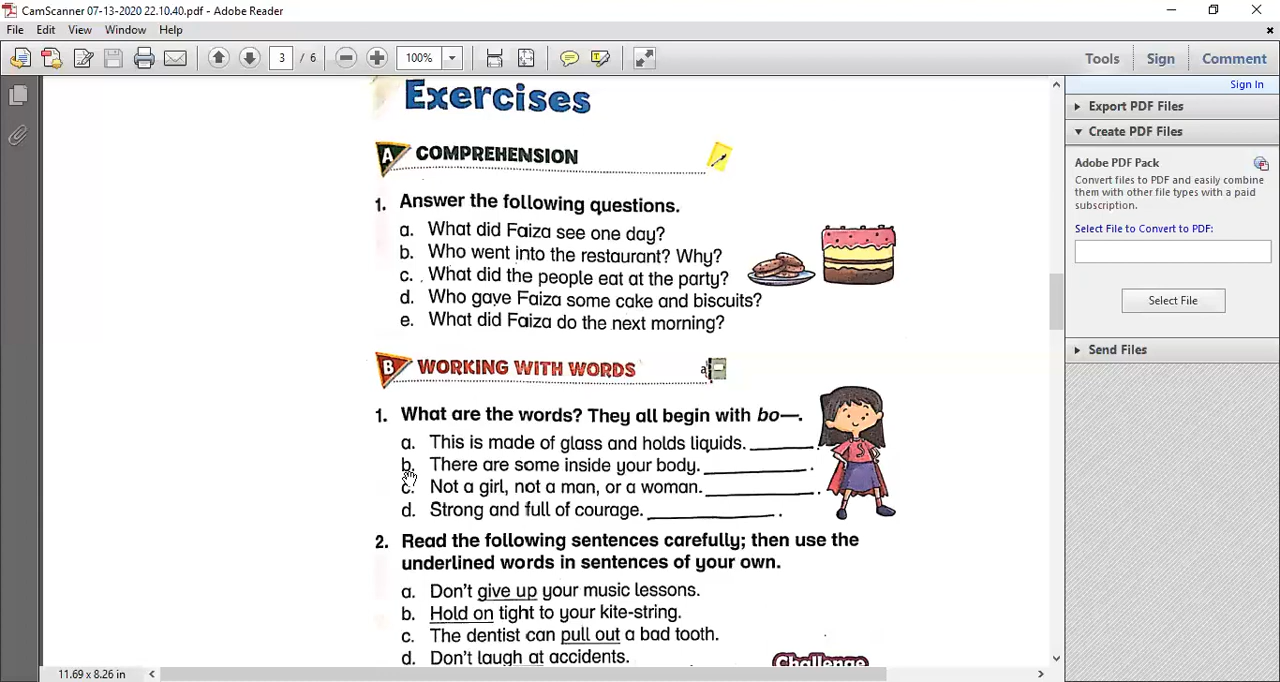 CamScanner 07-13-2020 22.10.40.pdf - Adobe Reader
File Edit View Window Help
3 / 6 100% Tools Sign Comment
Sign In
Export PDF Files
Create PDF Files
Adobe PDF Pack
Convert files to PDF and easily combine
them with other file types with a paid
subscription.
Select File to Convert to PDF:
Select File
Send Files
Exercises
A COMPREHENSION
1. Answer the following questions.
a. What did Faiza see one day?
b. Who went into the restaurant? Why?
c. What did the people eat at the party?
d. Who gave Faiza some cake and biscuits?
e. What did Faiza do the next morning?
B WORKING WITH WORDS
1. What are the words? They all begin with bo—.
a. This is made of glass and holds liquids. ________ .
b. There are some inside your body. ________ .
c. Not a girl, not a man, or a woman. ________ .
d. Strong and full of courage. ________ .
2. Read the following sentences carefully; then use the
underlined words in sentences of your own.
a. Don't give up your music lessons.
b. Hold on tight to your kite-string.
c. The dentist can pull out a bad tooth.
d. Don't laugh at accidents.
Challenge
11.69 x 8.26 in